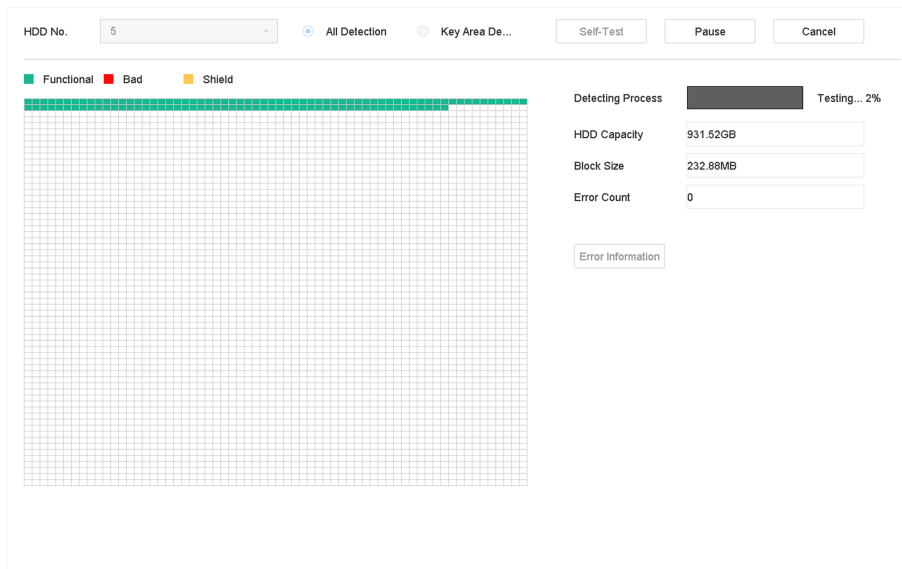 HDD No. 5 All Detection Key Area De... Self-Test Pause Cancel
Functional Bad Shield
Detecting Process Testing... 2%
HDD Capacity 931.52GB
Block Size 232.88MB
Error Count 0
Error Information